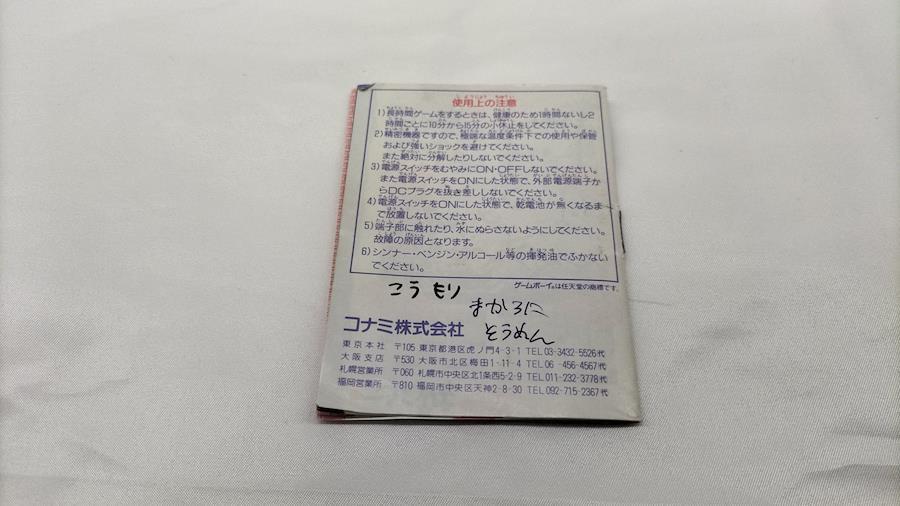 使用上の注意
1)長時間ゲームをするときは、健康のため1時間ないし2
時間ごとに10分から15分の小休止をしてください。
2)精密機器ですので、極端な温度条件下での使用や保管
および強いショックを避けてください。
また絶対に分解したりしないでください。
3)電源スイッチをむやみにON・OFFしないでください。
また電源スイッチをONにした状態で、外部電源端子か
らDCプラグを抜き差ししないでください。
4)電源スイッチをONにした状態で、乾電池が無くなるま
で放置しないでください。
5)端子部に触れたり、水にぬらさないようにしてください。
故障の原因となります。
6)シンナー・ベンジン・アルコール等の揮発油でふかない
でください。
ゲームボーイ®は任天堂の商標です。
こうもり
まかろに
そうめん
コナミ株式会社
東京本社 〒105 東京都港区虎ノ門4-3-1 TEL03-3432-5526代
大阪支店 〒530 大阪市北区梅田1-11-4 TEL06-456-4567代
札幌営業所 〒060 札幌市中央区北1条西5-2-9 TEL011-232-3778代
福岡営業所 〒810 福岡市中央区天神2-8-30 TEL092-715-2367代